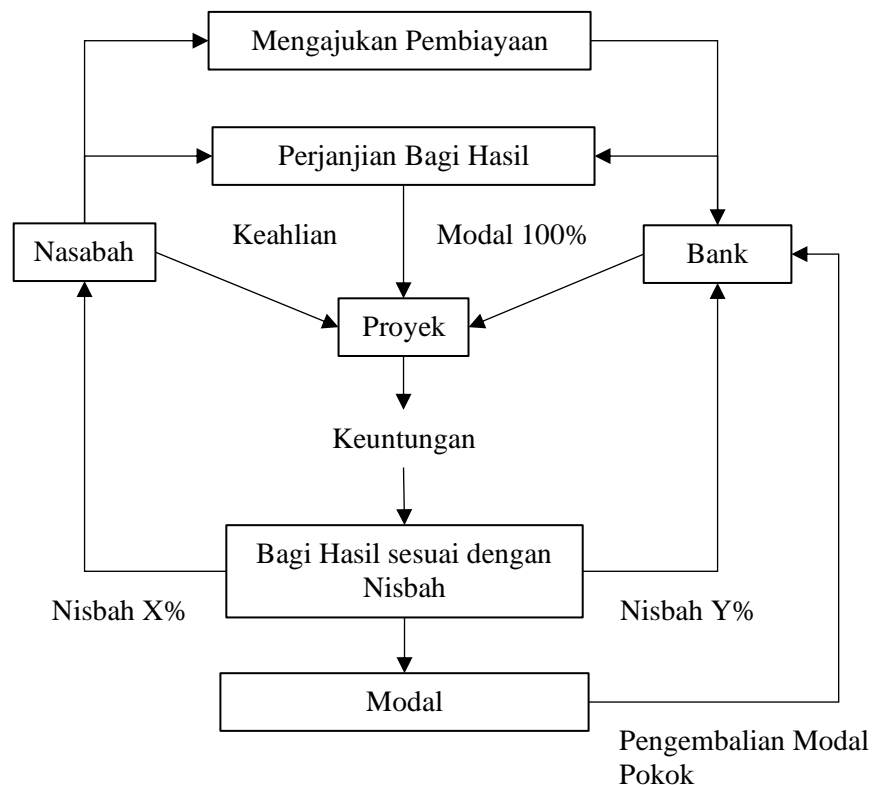 Mengajukan Pembiayaan
Perjanjian Bagi Hasil
Keahlian
Modal 100%
Nasabah
Bank
Proyek
Keuntungan
Bagi Hasil sesuai dengan
Nisbah
Nisbah X%
Nisbah Y%
Modal
Pengembalian Modal
Pokok